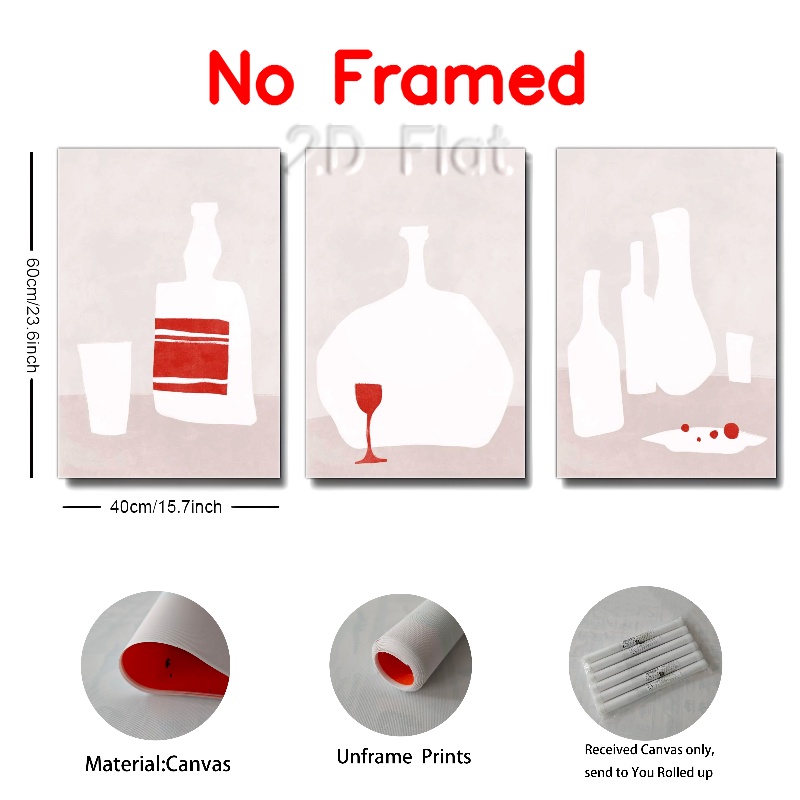 No Framed
2D Flat
60cm/23.6inch
40cm/15.7inch
Material:Canvas
Unframe Prints
Received Canvas only,
send to You Rolled up